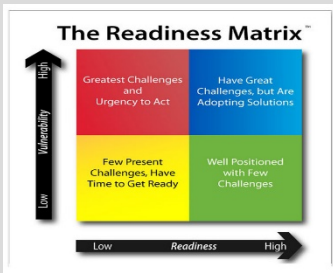 The Readiness Matrix™
High
Vulnerability
Low
Greatest Challenges
and
Urgency to Act
Have Great
Challenges, but Are
Adopting Solutions
Few Present
Challenges, Have
Time to Get Ready
Well Positioned
with Few
Challenges
Low Readiness High